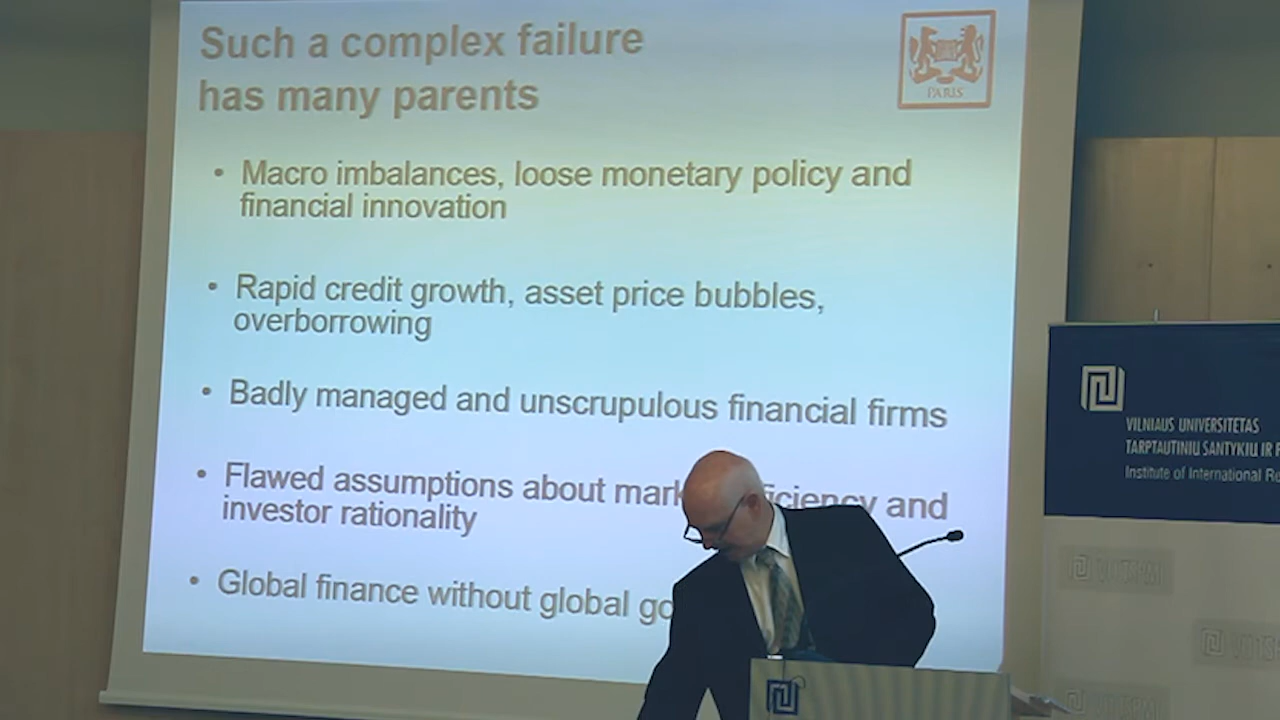 Such a complex failure
has many parents
PARIS
• Macro imbalances, loose monetary policy and
financial innovation
• Rapid credit growth, asset price bubbles,
overborrowing
• Badly managed and unscrupulous financial firms
• Flawed assumptions about and
investor rationality
• Global finance without global
VILNIAUS UNIVERSITETAS
TARPTAUTINIŲ SANTYKIŲ IR
Institute of International